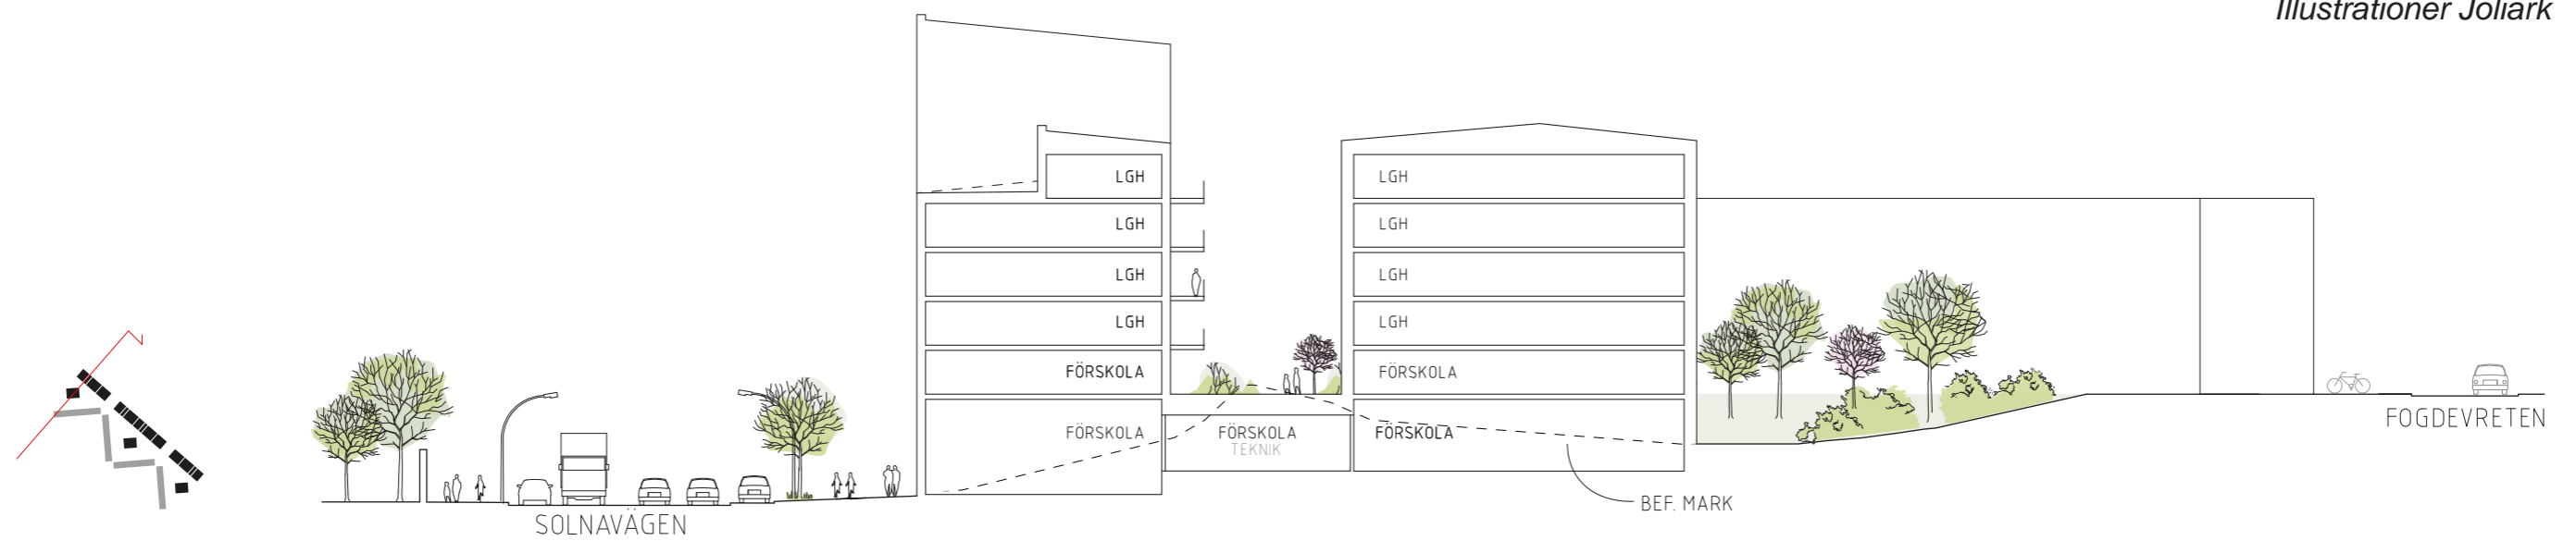 Illustrationer Joliark
LGH
LGH
LGH
LGH
LGH
LGH
LGH
LGH
FÖRSKOLA
FÖRSKOLA
FÖRSKOLA
FÖRSKOLA
FÖRSKOLA
TEKNIK
FOGDEVRETEN
BEF. MARK
SOLNAVÄGEN